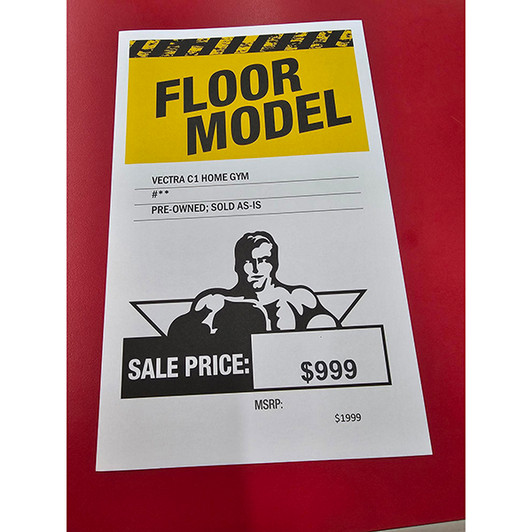 FLOOR
MODEL
VECTRA C1 HOME GYM
#**
PRE-OWNED; SOLD AS-IS
SALE PRICE: $999
MSRP:
$1999